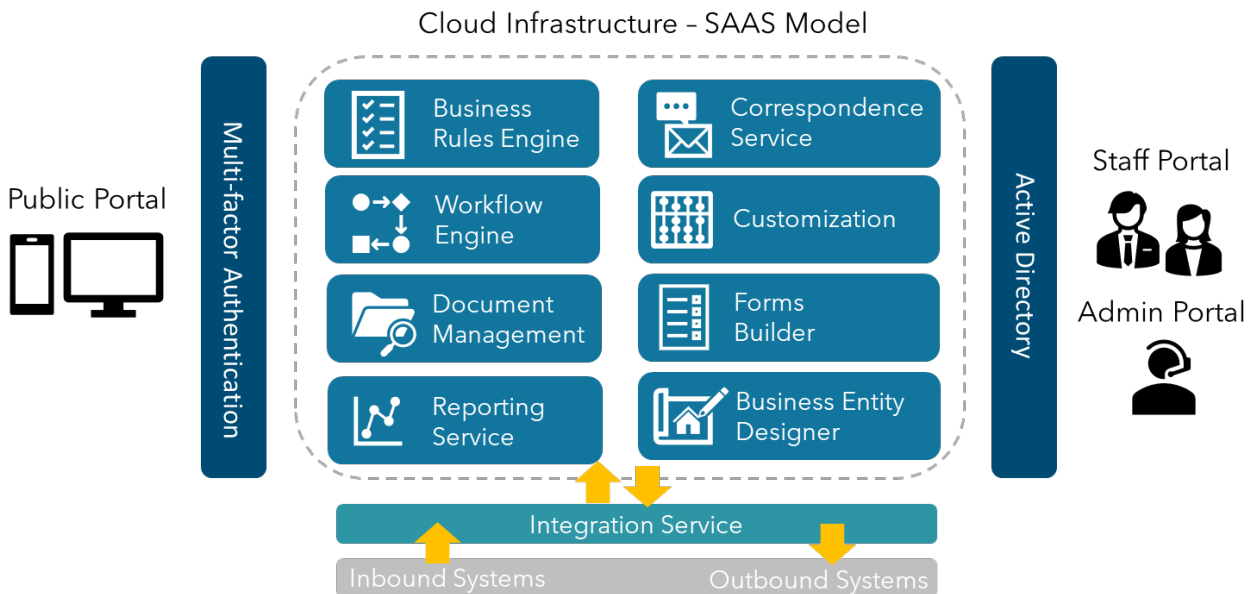 Cloud Infrastructure – SAAS Model
Public Portal
Multi-factor Authentication
Business
Rules Engine
Workflow
Engine
Document
Management
Reporting
Service
Correspondence
Service
Customization
Forms
Builder
Business Entity
Designer
Active Directory
Staff Portal
Admin Portal
Integration Service
Inbound Systems
Outbound Systems